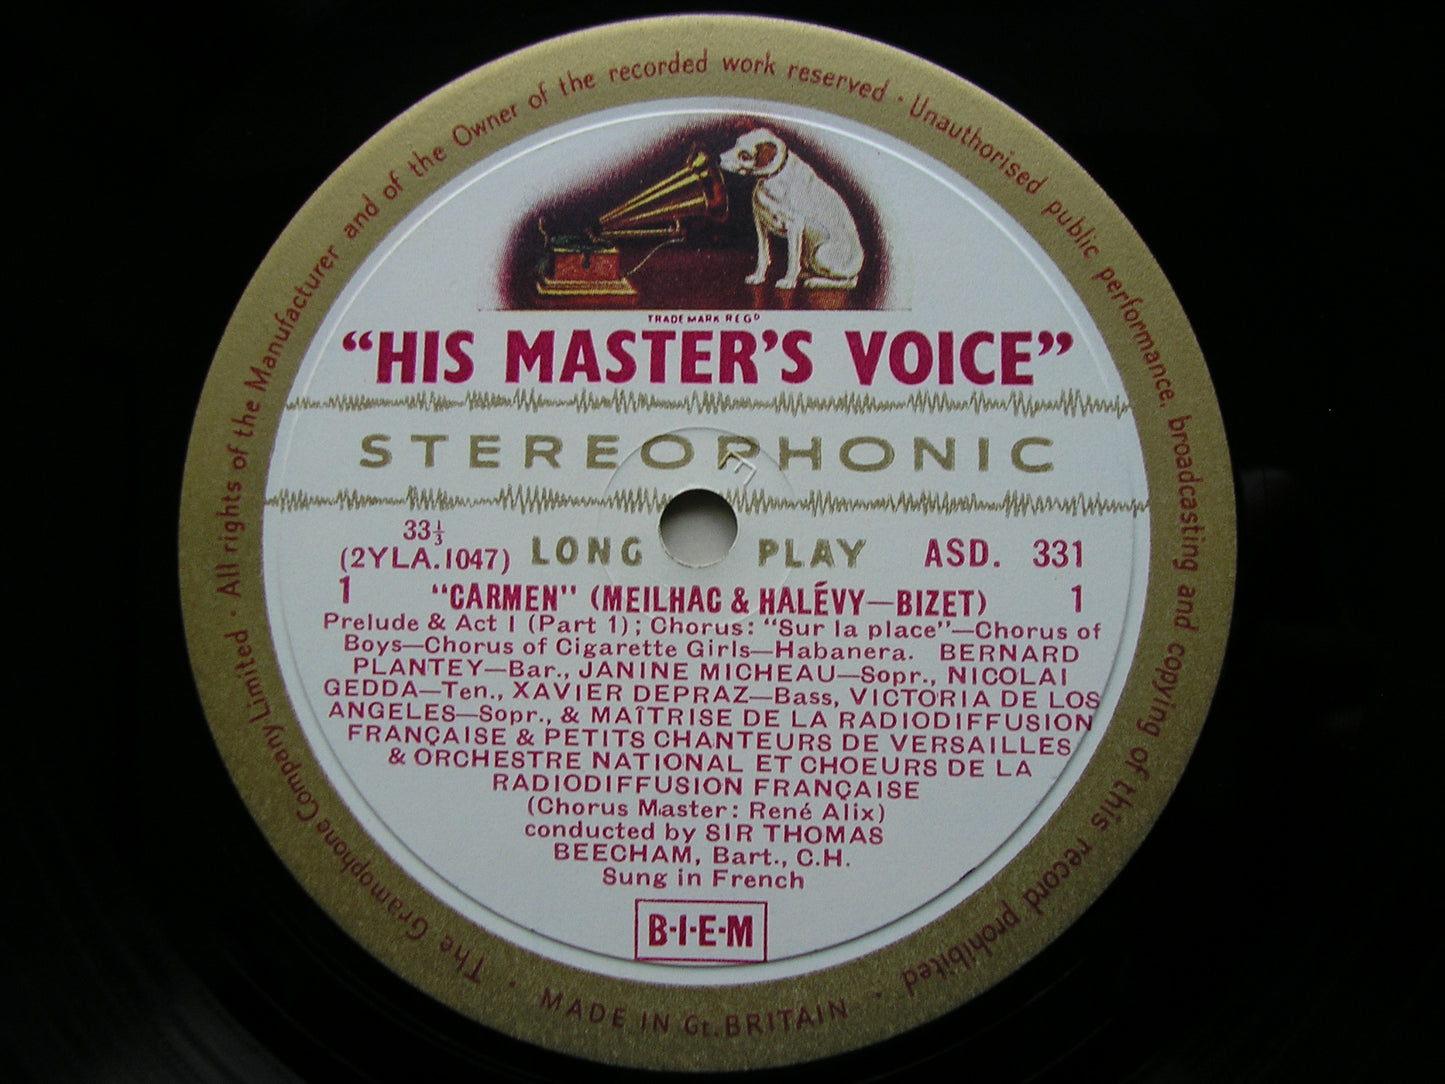 All rights of the Manufacturer and of the Owner of the recorded work reserved · Unauthorised public performance, broadcasting and copying of this record prohibited ·
TRADE MARK REGD
“HIS MASTER’S VOICE”
STEREOPHONIC
E
33⅓
(2YLA.1047) LONG PLAY ASD. 331
1 "CARMEN" (MEILHAC & HALÉVY—BIZET) 1
Prelude & Act I (Part 1); Chorus: "Sur la place"—Chorus of
Boys—Chorus of Cigarette Girls—Habanera. BERNARD
PLANTEY—Bar., JANINE MICHEAU—Sopr., NICOLAI
GEDDA—Ten., XAVIER DEPRAZ—Bass, VICTORIA DE LOS
ANGELES—Sopr., & MAÎTRISE DE LA RADIODIFFUSION
FRANÇAISE & PETITS CHANTEURS DE VERSAILLES
& ORCHESTRE NATIONAL ET CHOEURS DE LA
RADIODIFFUSION FRANÇAISE
(Chorus Master: René Alix)
conducted by SIR THOMAS
BEECHAM, Bart., C.H.
Sung in French
B·I·E·M
The Gramophone Company Limited ·
· MADE IN Gt. BRITAIN ·